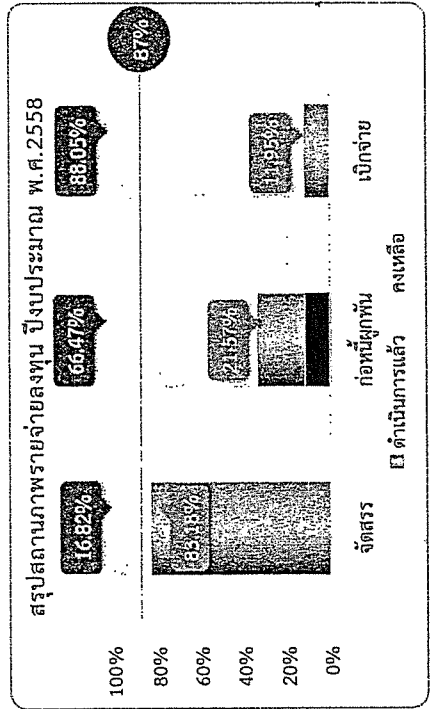 สรุปสถานภาพรายจ่ายลงทุน ปีงบประมาณ พ.ศ.2558
16.82% 66.47% 88.05%
87%
83.18% 21.57% 11.95%
100%
80%
60%
40%
20%
0%
จัดสรร ก่อหนี้ผูกพัน เบิกจ่าย
ดำเนินการแล้ว คงเหลือ